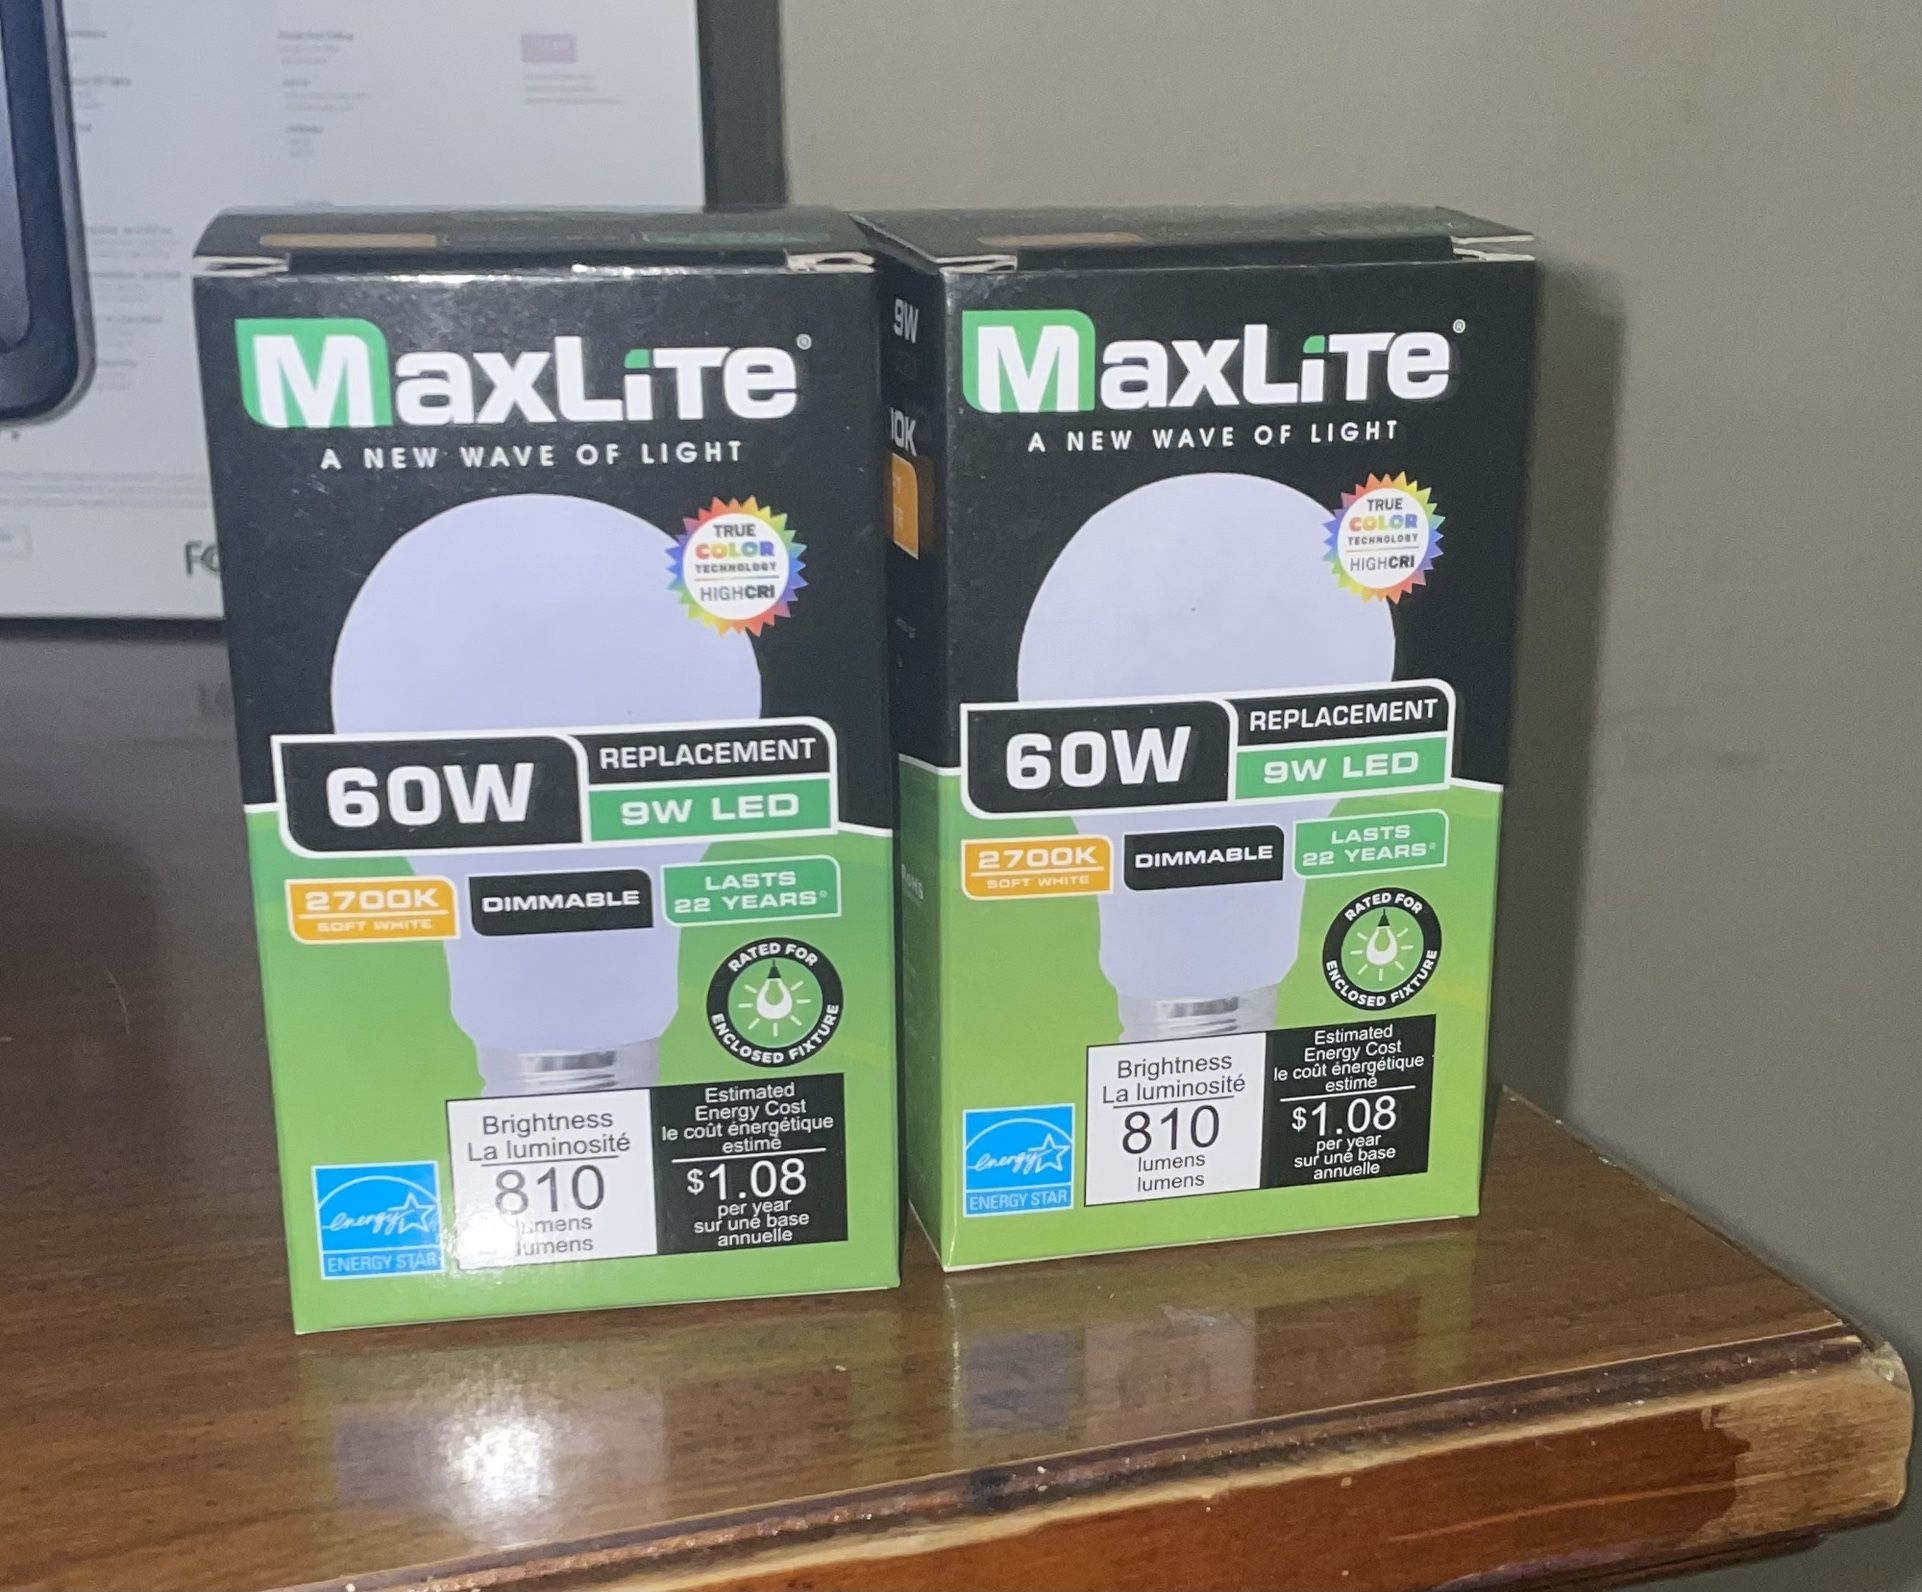 MAXLITE®
A NEW WAVE OF LIGHT
TRUE
COLOR
TECHNOLOGY
HIGHCRI
60W
REPLACEMENT
9W LED
2700K
SOFT WHITE
DIMMABLE
LASTS
22 YEARS
RATED FOR
ENCLOSED FIXTURE
Brightness
La luminosité
810
lumens
lumens
Estimated
Energy Cost
le coût énergétique
estimé
$1.08
per year
sur une base
annuelle
energy
ENERGY STAR
9W
MAXLITE®
A NEW WAVE OF LIGHT
TRUE
COLOR
TECHNOLOGY
HIGHCRI
60W
REPLACEMENT
9W LED
2700K
SOFT WHITE
DIMMABLE
LASTS
22 YEARS
RATED FOR
ENCLOSED FIXTURE
Brightness
La luminosité
810
lumens
lumens
Estimated
Energy Cost
le coût énergétique
estimé
$1.08
per year
sur une base
annuelle
energy
ENERGY STAR